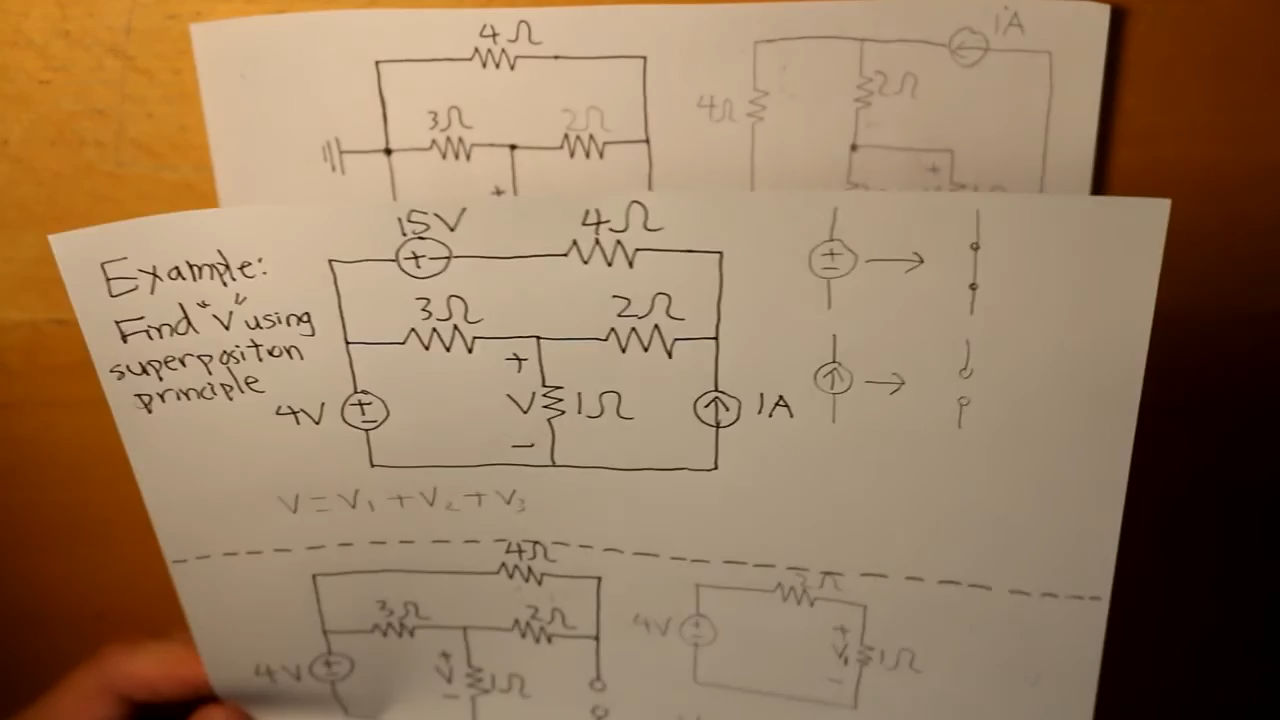 4Ω
1A
3Ω
2Ω
4Ω
2Ω
+
+
15V
4Ω
Example:
Find "V" using
superpositon
principle
3Ω
2Ω
+
V
1Ω
−
4V
1A
V = V₁ + V₂ + V₃
4Ω
3Ω
2Ω
4V
+
V
−
1Ω
4V
+
V₁
−
1Ω